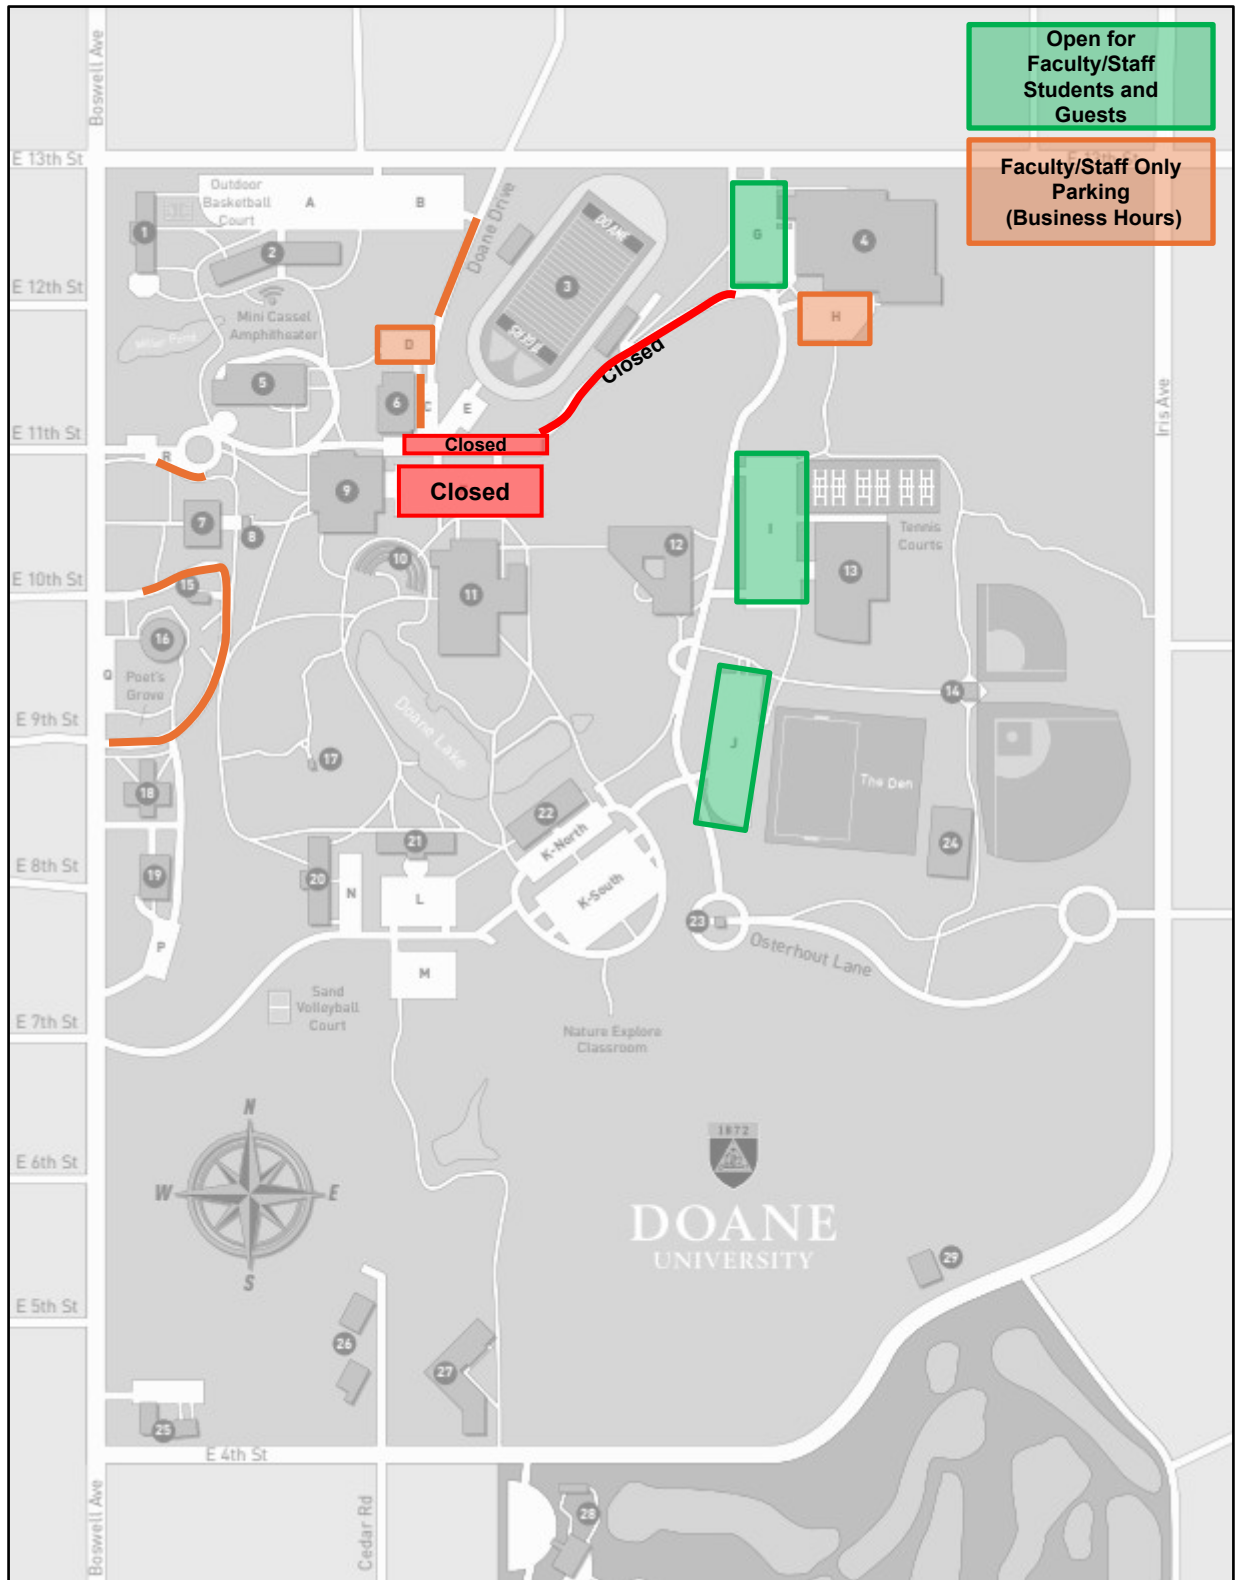 Boswell Ave
Open for
Faculty/Staff
Students and
Guests
E 13th St
Faculty/Staff Only
Parking
(Business Hours)
Outdoor
Basketball
Court
A
B
Doane Drive
DOANE
TIGERS
1
2
3
G
4
E 12th St
Mini Cassel
Amphitheater
H
D
Closed
5
6
E
Iris Ave
E 11th St
Closed
R
Closed
9
7
8
I
Tennis
Courts
10
12
13
E 10th St
15
11
16
Q
Poet's
Grove
Doane Lake
14
E 9th St
J
The Den
17
18
22
K-North
21
24
E 8th St
19
20
N
L
K-South
23
Osterhout Lane
P
M
Sand
Volleyball
Court
E 7th St
Nature Explore
Classroom
N
W
E
S
1872
DOANE
UNIVERSITY
E 6th St
29
E 5th St
26
27
25
E 4th St
Boswell Ave
Cedar Rd
28